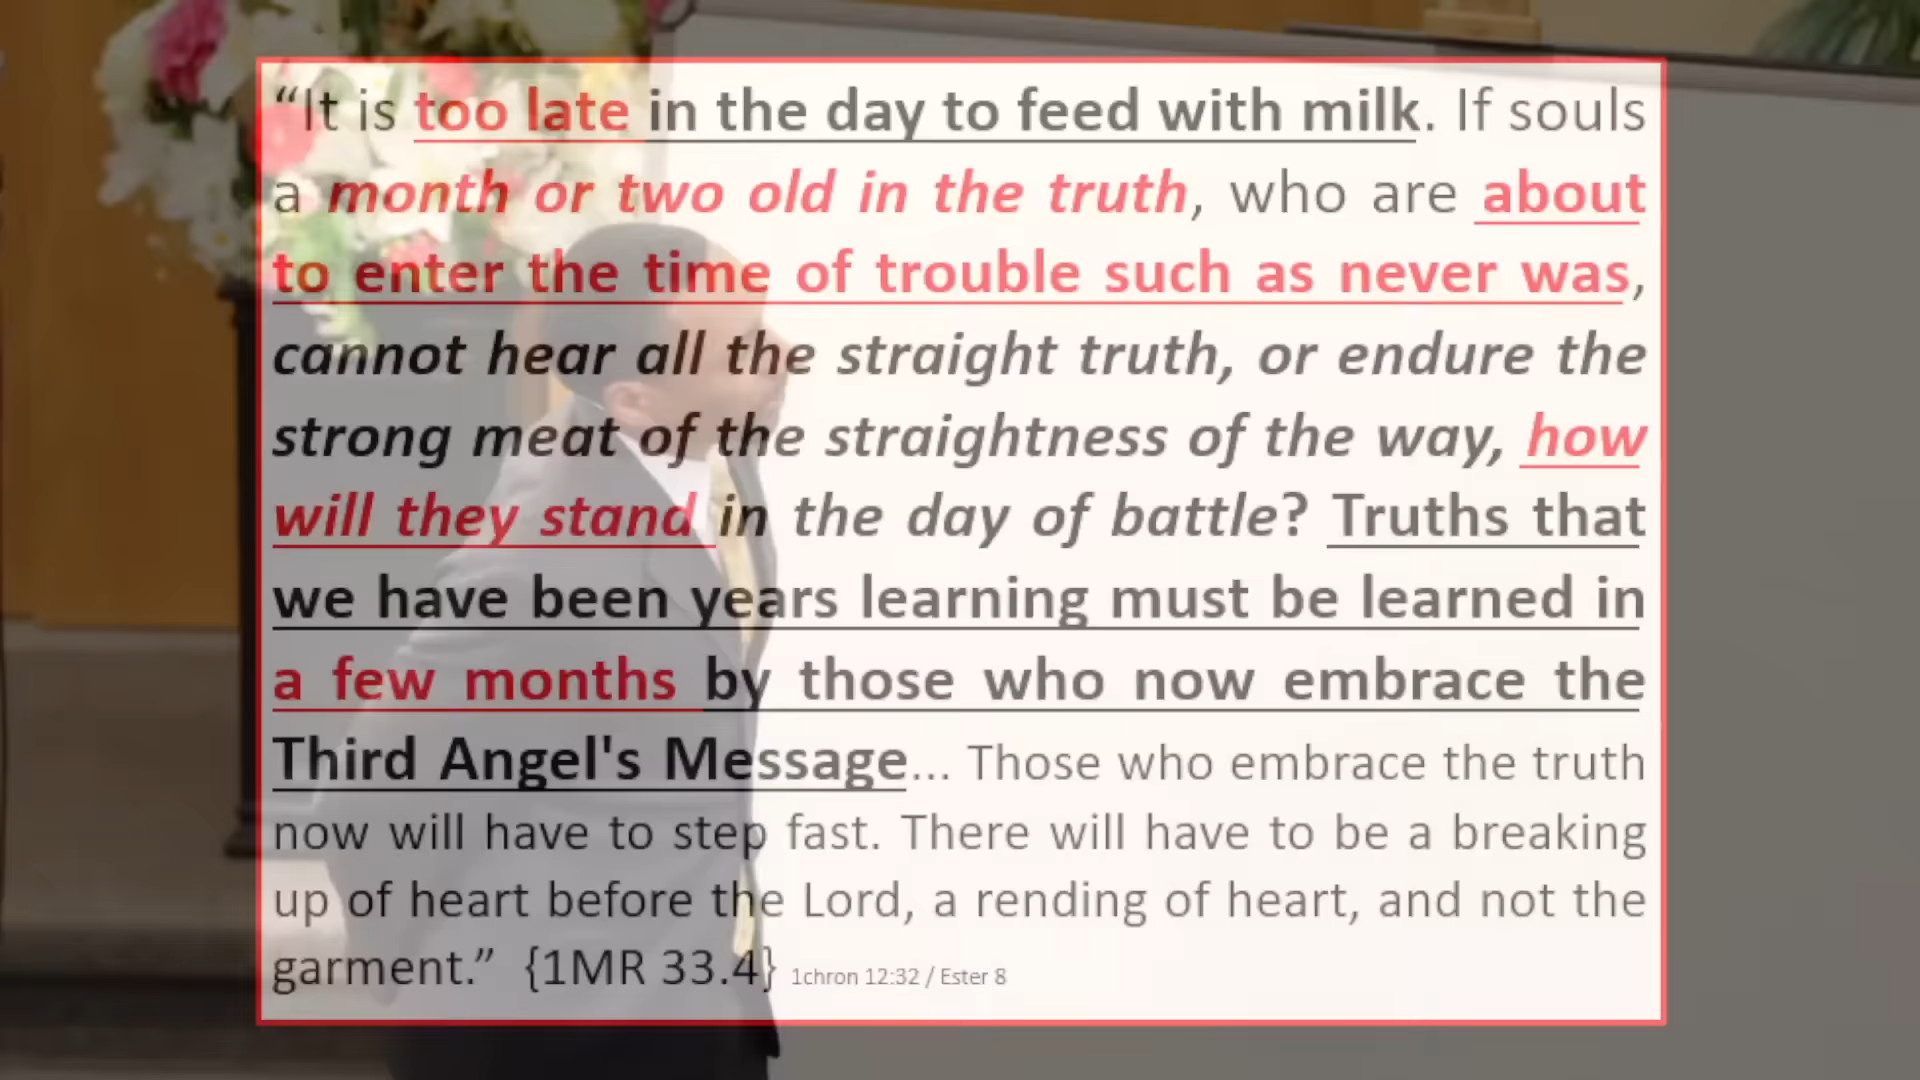 “It is too late in the day to feed with milk. If souls
a month or two old in the truth, who are about
to enter the time of trouble such as never was,
cannot hear all the straight truth, or endure the
strong meat of the straightness of the way, how
will they stand in the day of battle? Truths that
we have been years learning must be learned in
a few months by those who now embrace the
Third Angel's Message... Those who embrace the truth
now will have to step fast. There will have to be a breaking
up of heart before the Lord, a rending of heart, and not the
garment.” {1MR 33.4} 1chron 12:32 / Ester 8